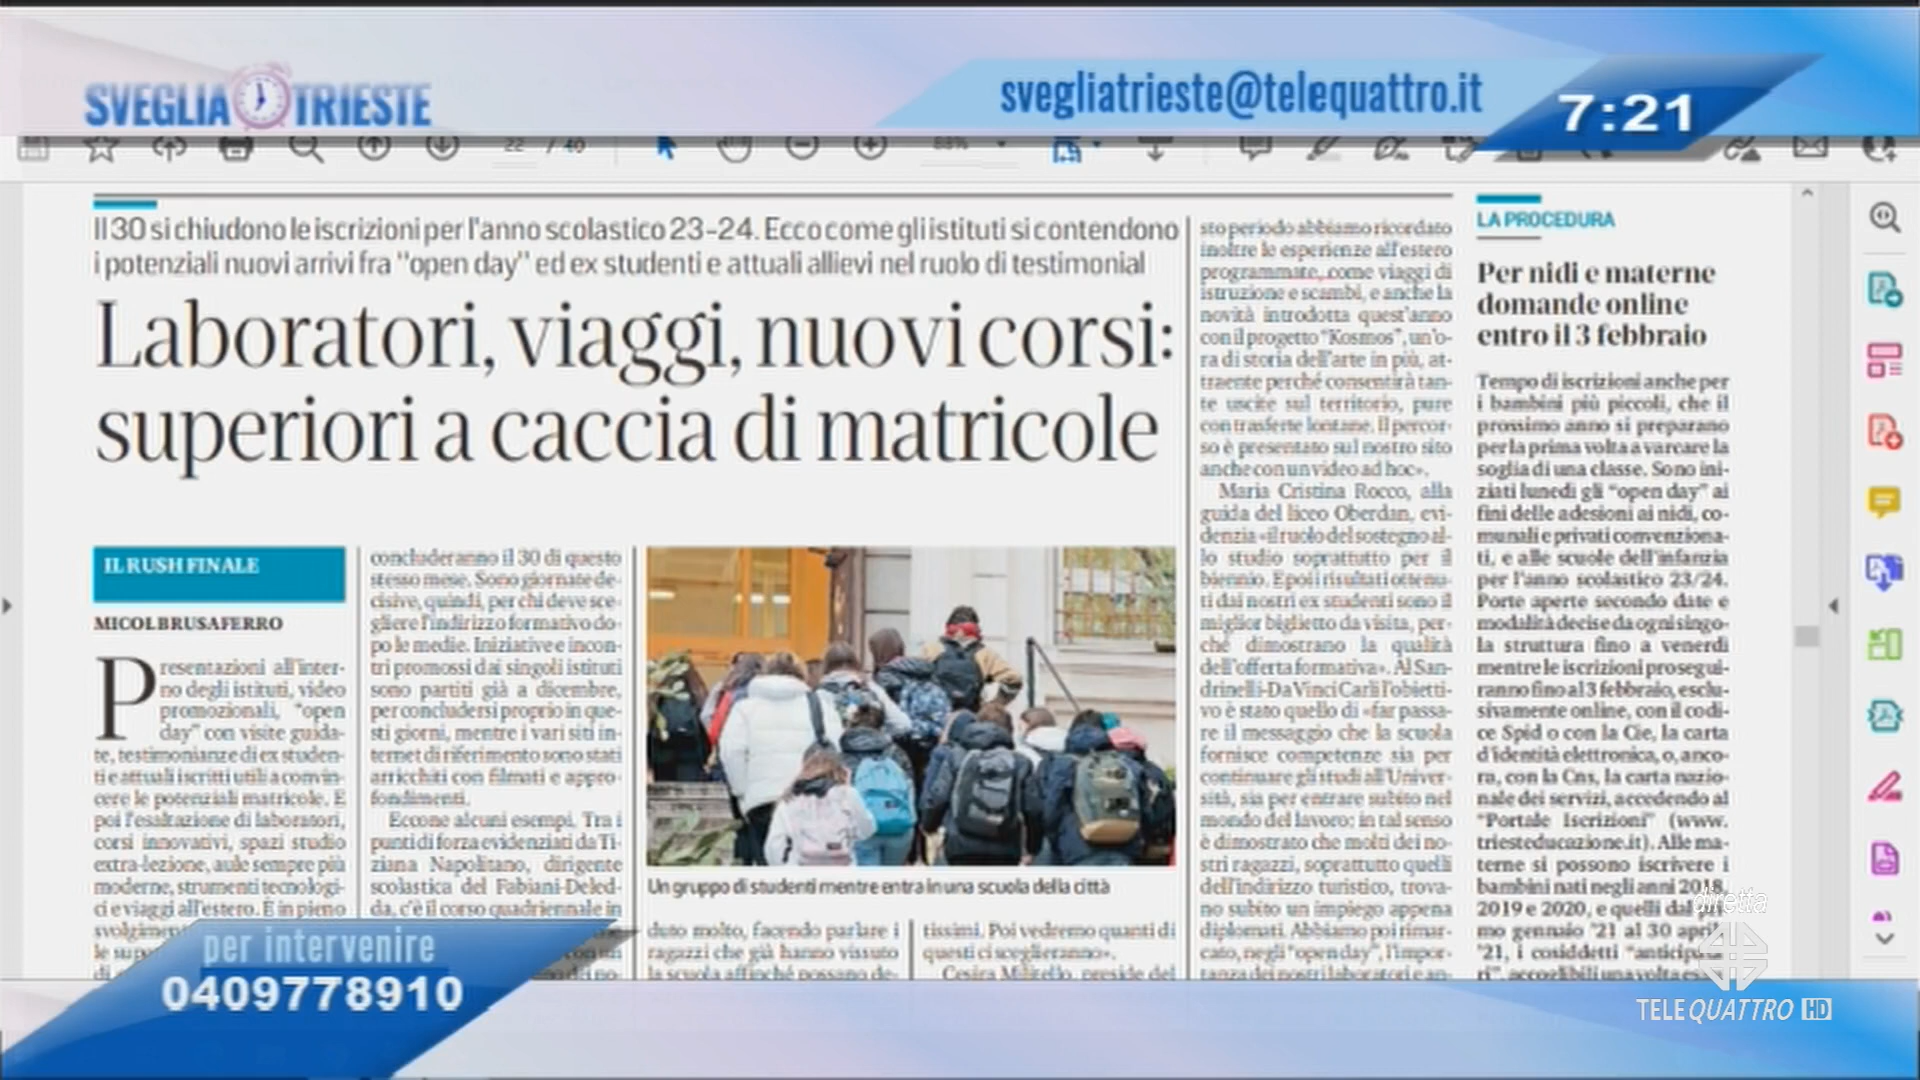 SVEGLIA TRIESTE
svegliatrieste@telequattro.it
7:21
22 / 40
Il 30 si chiudono le iscrizioni per l'anno scolastico 23-24. Ecco come gli istituti si contendono
i potenziali nuovi arrivi fra "open day" ed ex studenti e attuali allievi nel ruolo di testimonial
Laboratori, viaggi, nuovi corsi:
superiori a caccia di matricole
IL RUSH FINALE
MICOL BRUSAFERRO
Presentazioni all'inter-
no degli istituti, video
promozionali, "open
day" con visite guida-
te, testimonianze di ex studen-
ti e attuali iscritti utili a convin-
cere le potenziali matricole. E
poi l'esaltazione di laboratori,
corsi innovativi, spazi studio
extra-lezione, aule sempre più
moderne, strumenti tecnologi-
ci e viaggi all'estero. È in pieno
concluderanno il 30 di questo
stesso mese. Sono giornate de-
cisive, quindi, per chi deve sce-
gliere l'indirizzo formativo do-
po le medie. Iniziative e incon-
tri promossi dai singoli istituti
sono partiti già a dicembre,
per concludersi proprio in que-
sti giorni, mentre i vari siti in-
ternet di riferimento sono stati
arricchiti con filmati e appro-
fondimenti.
Eccone alcuni esempi. Tra i
punti di forza evidenziati da Ti-
ziana Napolitano, dirigente
scolastica del Fabiani-Deled-
da, c'è il corso quadriennale in
Un gruppo di studenti mentre entra in una scuola della città
duto molto, facendo parlare i
ragazzi che già hanno vissuto
la scuola affinché possano de-
tissimi. Poi vedremo quanti di
questi ci sceglieranno».
Cesira Militello, preside del
sto periodo abbiamo ricordato
inoltre le esperienze all'estero
programmate, come viaggi di
istruzione e scambi, e anche la
novità introdotta quest'anno
con il progetto "Kosmos", un'o-
ra di storia dell'arte in più, at-
traente perché consentirà tan-
te uscite sul territorio, pure
con trasferte lontane. Il percor-
so è presentato sul nostro sito
anche con un video ad hoc».
Maria Cristina Rocco, alla
guida del liceo Oberdan, evi-
denzia «il ruolo del sostegno al-
lo studio soprattutto per il
biennio. E poi i risultati ottenu-
ti dai nostri ex studenti sono il
miglior biglietto da visita, per-
ché dimostrano la qualità
dell'offerta formativa». Al San-
drinelli-Da Vinci Carli l'obietti-
vo è stato quello di «far passa-
re il messaggio che la scuola
fornisce competenze sia per
continuare gli studi all'Univer-
sità, sia per entrare subito nel
mondo del lavoro: in tal senso
è dimostrato che molti dei no-
stri ragazzi, soprattutto quelli
dell'indirizzo turistico, trova-
no subito un impiego appena
diplomati. Abbiamo poi rimar-
cato, negli "open day", l'impor-
tanza dei nostri laboratori e an-
LA PROCEDURA
Per nidi e materne
domande online
entro il 3 febbraio
Tempo di iscrizioni anche per
i bambini più piccoli, che il
prossimo anno si preparano
per la prima volta a varcare la
soglia di una classe. Sono ini-
ziati lunedì gli "open day" ai
fini delle adesioni ai nidi, co-
munali e privati convenziona-
ti, e alle scuole dell'infanzia
per l'anno scolastico 23/24.
Porte aperte secondo date e
modalità decise da ogni singo-
la struttura fino a venerdì
mentre le iscrizioni prosegui-
ranno fino al 3 febbraio, esclu-
sivamente online, con il codi-
ce Spid o con la Cie, la carta
d'identità elettronica, o, anco-
ra, con la Cns, la carta nazio-
nale dei servizi, accedendo al
"Portale Iscrizioni" (www.
triesteducazione.it). Alle ma-
terne si possono iscrivere i
bambini nati negli anni 2018,
2019 e 2020, e quelli dal
mo gennaio '21 al 30 april
'21, i cosiddetti "anticipa
ri", accoglibili una volta
diretta
per intervenire
0409778910
TELEQUATTRO HD